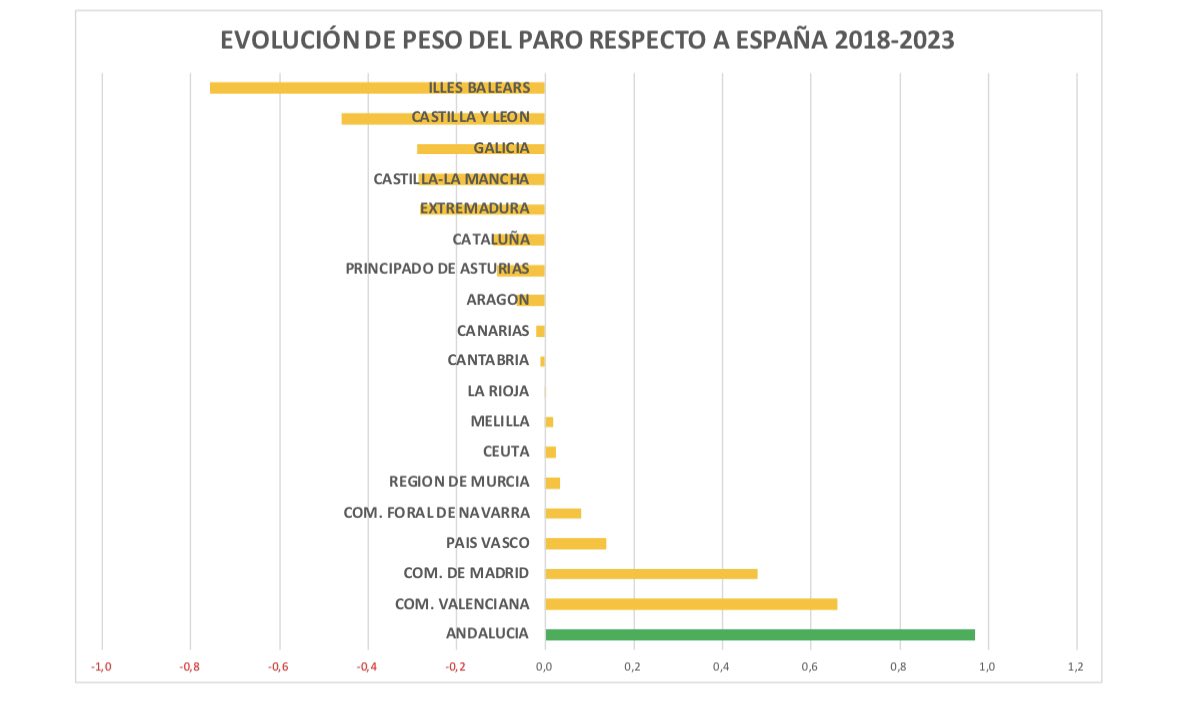 EVOLUCIÓN DE PESO DEL PARO RESPECTO A ESPAÑA 2018-2023
ILLES BALEARS
CASTILLA Y LEON
GALICIA
CASTILLA-LA MANCHA
EXTREMADURA
CATALUÑA
PRINCIPADO DE ASTURIAS
ARAGON
CANARIAS
CANTABRIA
LA RIOJA
MELILLA
CEUTA
REGION DE MURCIA
COM. FORAL DE NAVARRA
PAIS VASCO
COM. DE MADRID
COM. VALENCIANA
ANDALUCIA
-1,0 -0,8 -0,6 -0,4 -0,2 0,0 0,2 0,4 0,6 0,8 1,0 1,2